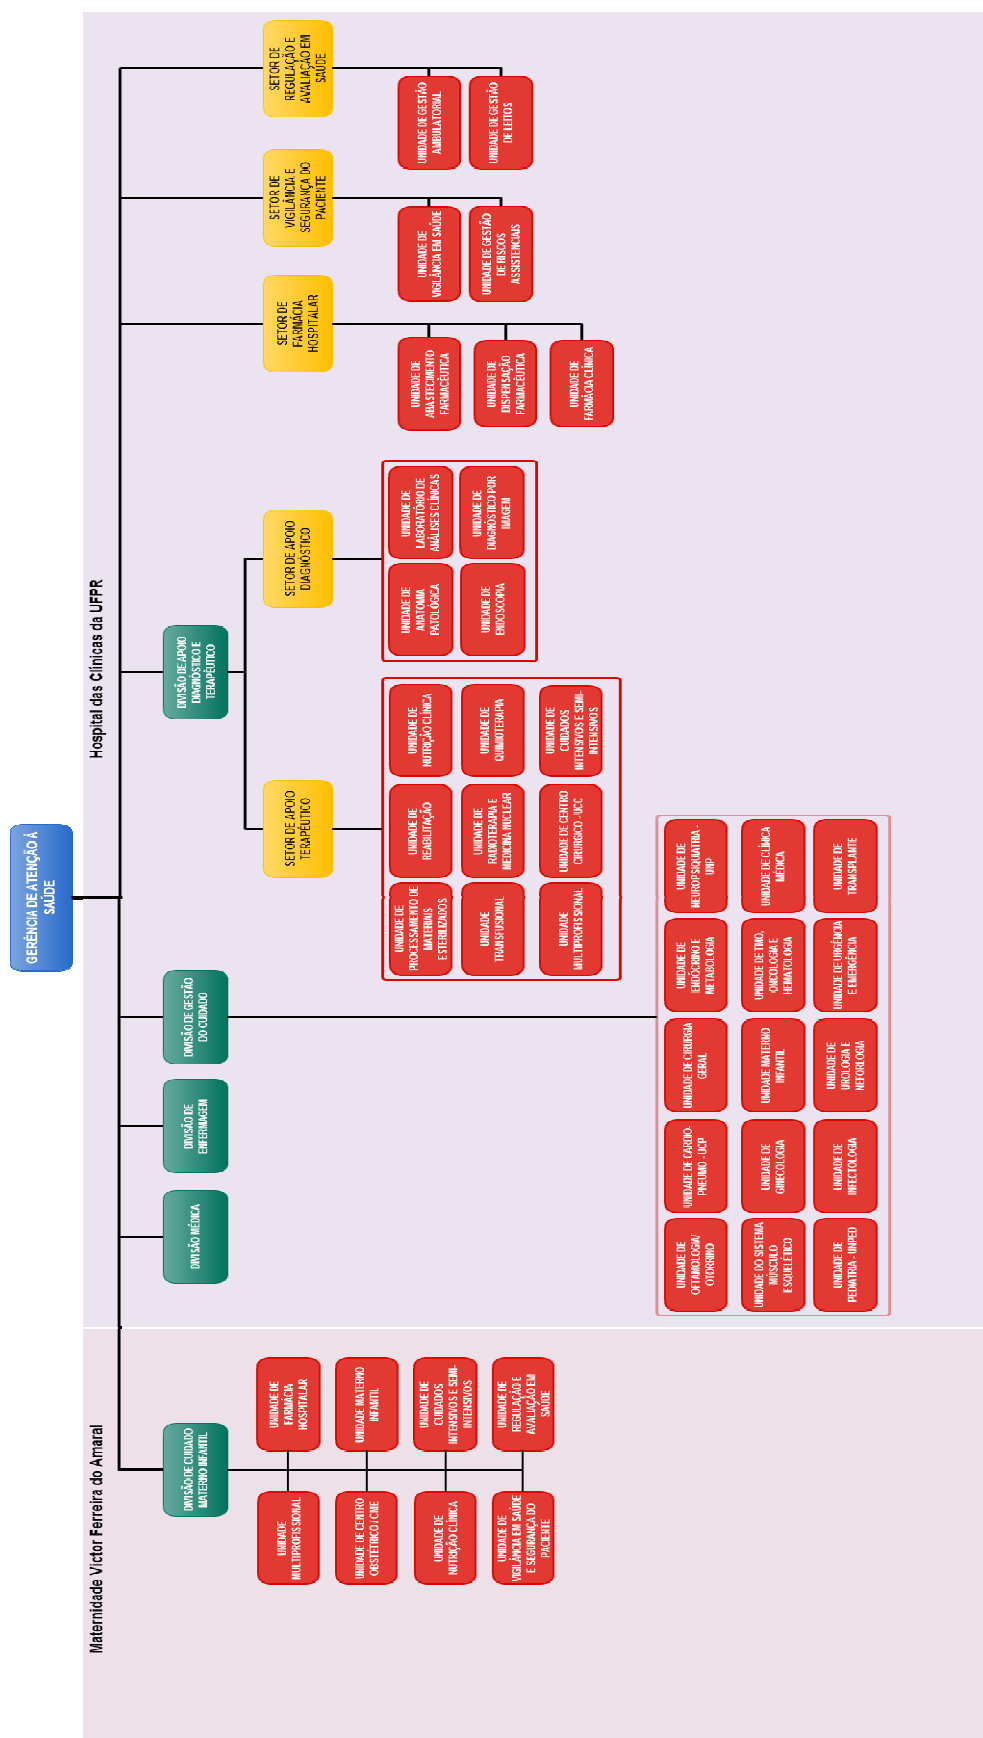 GERÊNCIA DE ATENÇÃO À
SAÚDE
Maternidade Victor Ferreira do Amaral
Hospital das Clínicas da UFPR
DIVISÃO DE CUIDADO
MATERNO INFÂNTIL
DIVISÃO MÉDICA
DIVISÃO DE
ENFERMAGEM
DIVISÃO DE GESTÃO
DO CUIDADO
DIVISÃO DE APOIO
DIAGNÓSTICO E
TERAPÊUTICO
SETOR DE APOIO
TERAPÊUTICO
SETOR DE APOIO
DIAGNÓSTICO
SETOR DE
FARMÁCIA
HOSPITALAR
SETOR DE
VIGILÂNCIA E
SEGURANÇA DO
PACIENTE
SETOR DE
REGULAÇÃO E
AVALIAÇÃO EM
SAÚDE
UNIDADE
MULTIPROFISSIONAL
UNIDADE DE
FARMÁCIA
HOSPITALAR
UNIDADE DE CENTRO
OBSTÉTRICO / CME
UNIDADE MATERNO
INFÂNTIL
UNIDADE DE
NUTRIÇÃO CLÍNICA
UNIDADE DE
CUIDADOS
INTENSIVOS E SEMI-
INTENSIVOS
UNIDADE DE
VIGILÂNCIA EM SAÚDE
E SEGURANÇA DO
PACIENTE
UNIDADE DE
REGULAÇÃO E
AVALIAÇÃO EM
SAÚDE
UNIDADE DE
PROCESSAMENTO DE
MATERIAIS
ESTERILIZADOS
UNIDADE DE
REABILITAÇÃO
UNIDADE DE
NUTRIÇÃO CLÍNICA
UNIDADE
TRANSFUSIONAL
UNIDADE DE
RADIOTERAPIA E
MEDICINA NUCLEAR
UNIDADE DE
QUIMIOTERAPIA
UNIDADE
MULTIPROFISSIONAL
UNIDADE DE CENTRO
CIRURGICO - UCC
UNIDADE DE
CUIDADOS
INTENSIVOS E SEMI-
INTENSIVOS
UNIDADE DE
ANATOMIA
PATOLÓGICA
UNIDADE DE
LABORATÓRIO DE
ANÁLISES CLÍNICAS
UNIDADE DE
ENDOSCOPIA
UNIDADE DE
DIAGNÓSTICO POR
IMAGEM
UNIDADE DE
ABASTECIMENTO
FARMACÊUTICA
UNIDADE DE
DISPENSAÇÃO
FARMACÊUTICA
UNIDADE DE
FARMÁCIA CLÍNICA
UNIDADE DE
VIGILÂNCIA EM SAÚDE
UNIDADE DE GESTÃO
DE RISCOS
ASSISTENCIAIS
UNIDADE DE GESTÃO
AMBULATORIAL
UNIDADE DE GESTÃO
DE LEITOS
UNIDADE DE
OFTAMOLOGIA/
OTORRINO
UNIDADE DE CARDIO-
PNEUMO - UCP
UNIDADE DE CIRURGIA
GERAL
UNIDADE DE
ENDÓCRINO E
METABOLOGIA
UNIDADE DE
NEUROPSIQUIATRIA -
UNP
UNIDADE DO SISTEMA
MÚSCULO
ESQUELÉTICO
UNIDADE DE
GINECOLOGIA
UMIDADE MATERNO
INFANTIL
UNIDADE DE TMO,
ONCOLOGIA E
HEMATOLOGIA
UNIDADE DE CLÍNICA
MÉDICA
UNIDADE DE
PEDIATRIA - UNPED
UNIDADE DE
INFECTOLOGIA
UNIDADE DE
UROLOGIA E
NEFORLOGIA
UNIDADE DE URGÊNCIA
E EMERGÊNCIA
UNIDADE DE
TRANSPLANTE